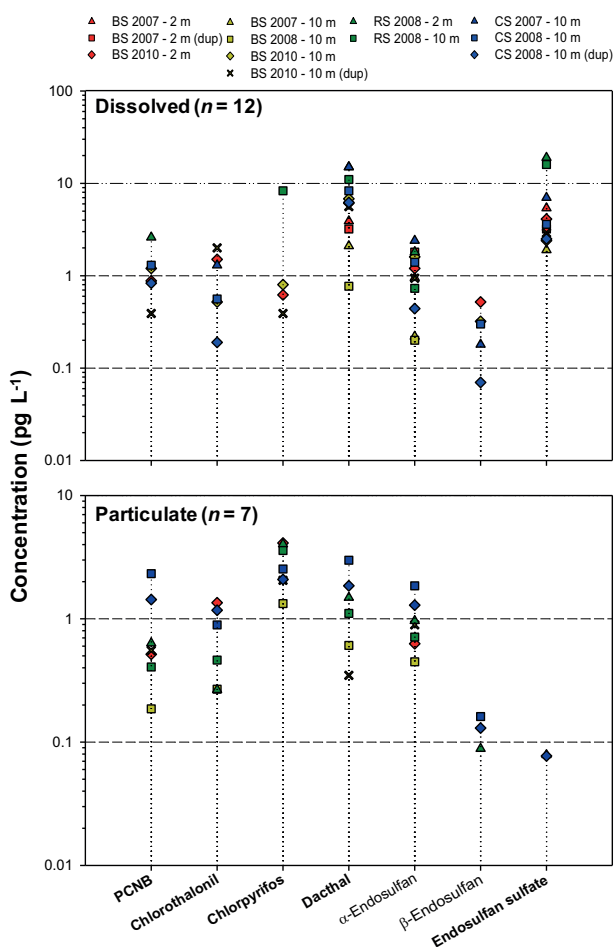 BS 2007 - 2 m
BS 2007 - 2 m (dup)
BS 2010 - 2 m
BS 2007 - 10 m
BS 2008 - 10 m
BS 2010 - 10 m
BS 2010 - 10 m (dup)
RS 2008 - 2 m
RS 2008 - 10 m
CS 2007 - 10 m
CS 2008 - 10 m
CS 2008 - 10 m (dup)
Dissolved (n = 12)
100
10
1
0.1
0.01
Concentration (pg L-1)
Particulate (n = 7)
10
1
0.1
0.01
PCNB
Chlorothalonil
Chlorpyrifos
Dacthal
α-Endosulfan
β-Endosulfan
Endosulfan sulfate